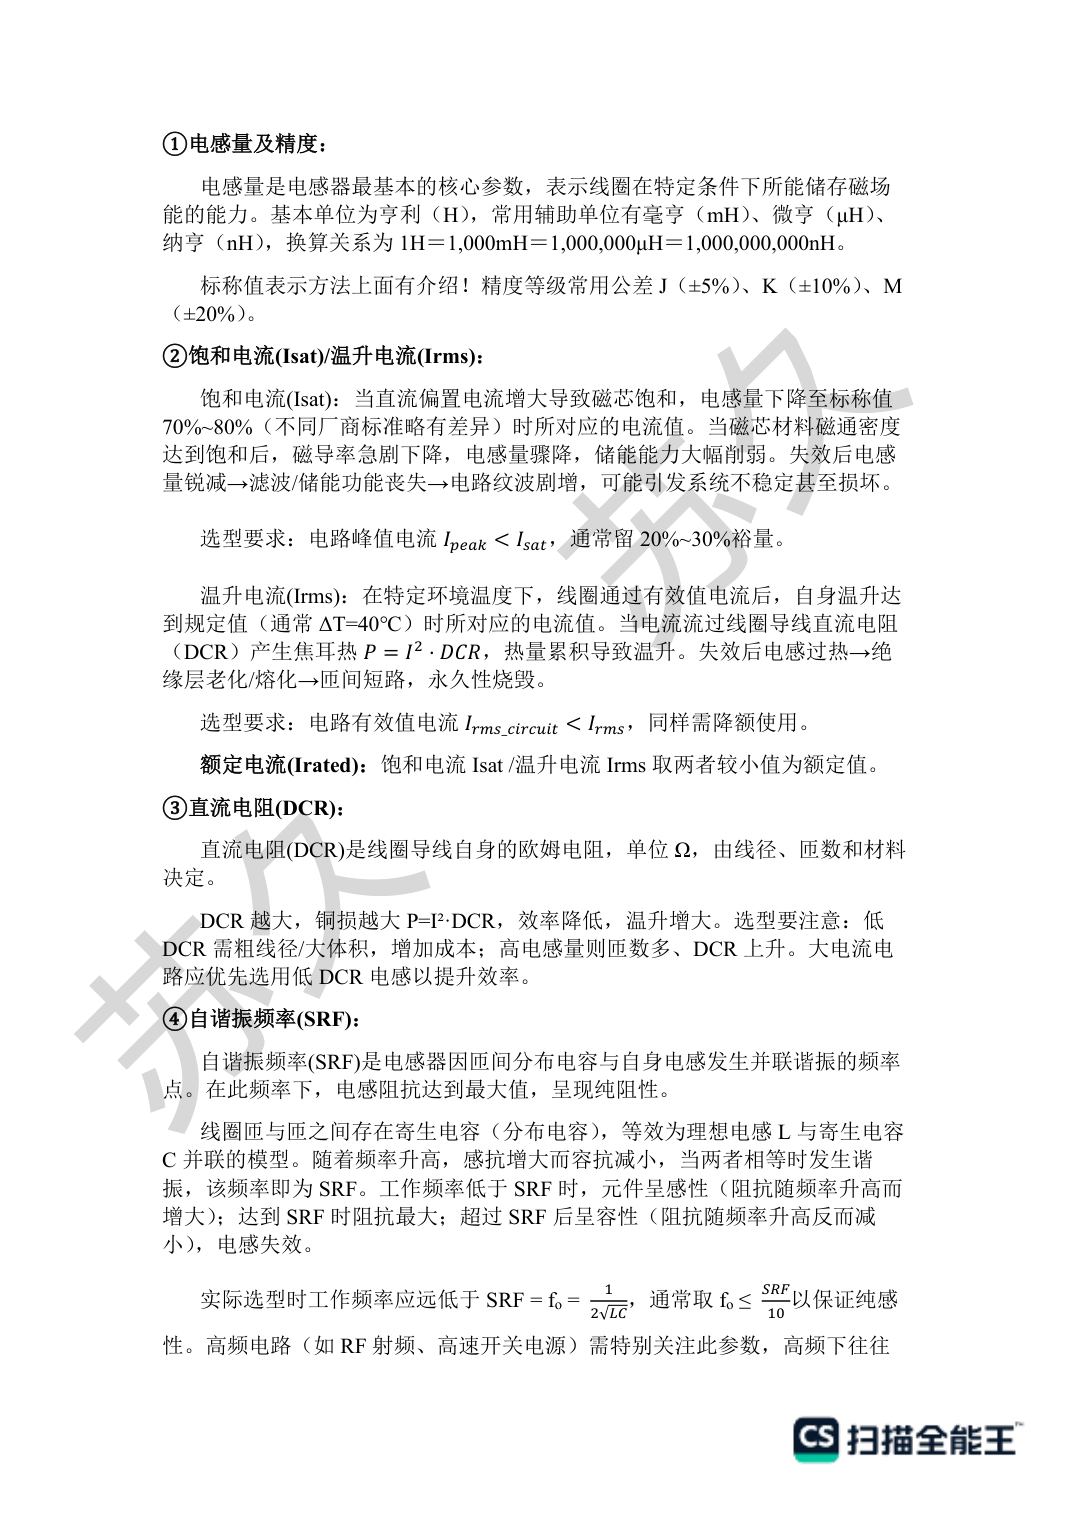 ①电感量及精度：
电感量是电感器最基本的核心参数，表示线圈在特定条件下所能储存磁场
能的能力。基本单位为亨利（H），常用辅助单位有毫亨（mH）、微亨（μH）、
纳亨（nH），换算关系为 1H＝1,000mH＝1,000,000μH＝1,000,000,000nH。
标称值表示方法上面有介绍！精度等级常用公差 J（±5%）、K（±10%）、M
（±20%）。
②饱和电流(Isat)/温升电流(Irms)：
饱和电流(Isat)：当直流偏置电流增大导致磁芯饱和，电感量下降至标称值
70%~80%（不同厂商标准略有差异）时所对应的电流值。当磁芯材料磁通密度
达到饱和后，磁导率急剧下降，电感量骤降，储能能力大幅削弱。失效后电感
量锐减→滤波/储能功能丧失→电路纹波剧增，可能引发系统不稳定甚至损坏。
选型要求：电路峰值电流 I_peak < I_sat，通常留 20%~30%裕量。
温升电流(Irms)：在特定环境温度下，线圈通过有效值电流后，自身温升达
到规定值（通常 ΔT=40℃）时所对应的电流值。当电流流过线圈导线直流电阻
（DCR）产生焦耳热 P = I² · DCR，热量累积导致温升。失效后电感过热→绝
缘层老化/熔化→匝间短路，永久性烧毁。
选型要求：电路有效值电流 I_rms_circuit < I_rms，同样需降额使用。
额定电流(Irated)：饱和电流 Isat /温升电流 Irms 取两者较小值为额定值。
③直流电阻(DCR)：
直流电阻(DCR)是线圈导线自身的欧姆电阻，单位 Ω，由线径、匝数和材料
决定。
DCR 越大，铜损越大 P=I²·DCR，效率降低，温升增大。选型要注意：低
DCR 需粗线径/大体积，增加成本；高电感量则匝数多、DCR 上升。大电流电
路应优先选用低 DCR 电感以提升效率。
④自谐振频率(SRF)：
自谐振频率(SRF)是电感器因匝间分布电容与自身电感发生并联谐振的频率
点。在此频率下，电感阻抗达到最大值，呈现纯阻性。
线圈匝与匝之间存在寄生电容（分布电容），等效为理想电感 L 与寄生电容
C 并联的模型。随着频率升高，感抗增大而容抗减小，当两者相等时发生谐
振，该频率即为 SRF。工作频率低于 SRF 时，元件呈感性（阻抗随频率升高而
增大）；达到 SRF 时阻抗最大；超过 SRF 后呈容性（阻抗随频率升高反而减
小），电感失效。
实际选型时工作频率应远低于 SRF = f₀ = 1/(2√LC)，通常取 f₀ ≤ SRF/10 以保证纯感
性。高频电路（如 RF 射频、高速开关电源）需特别关注此参数，高频下往往
苏久
苏久
CS 扫描全能王™